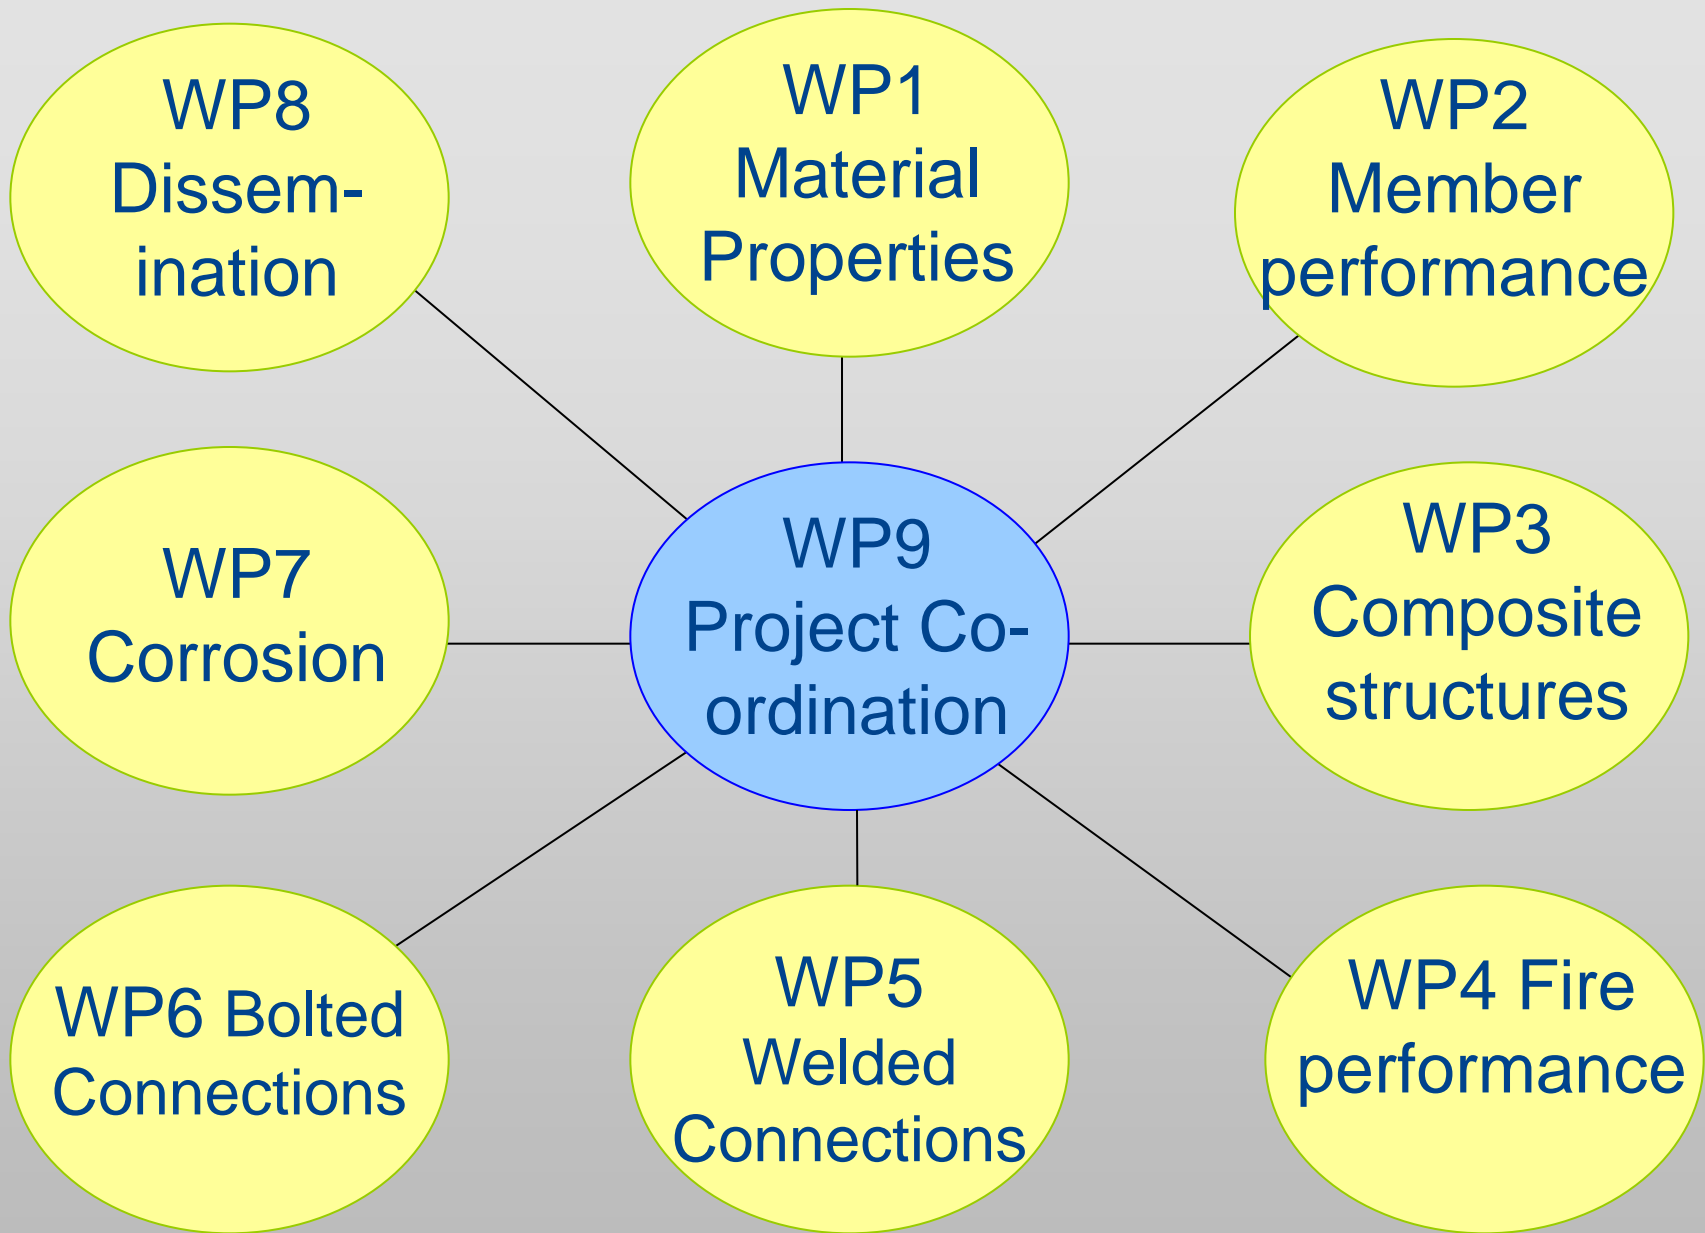 WP8
Dissem-
ination
WP1
Material
Properties
WP2
Member
performance
WP7
Corrosion
WP9
Project Co-
ordination
WP3
Composite
structures
WP6 Bolted
Connections
WP5
Welded
Connections
WP4 Fire
performance